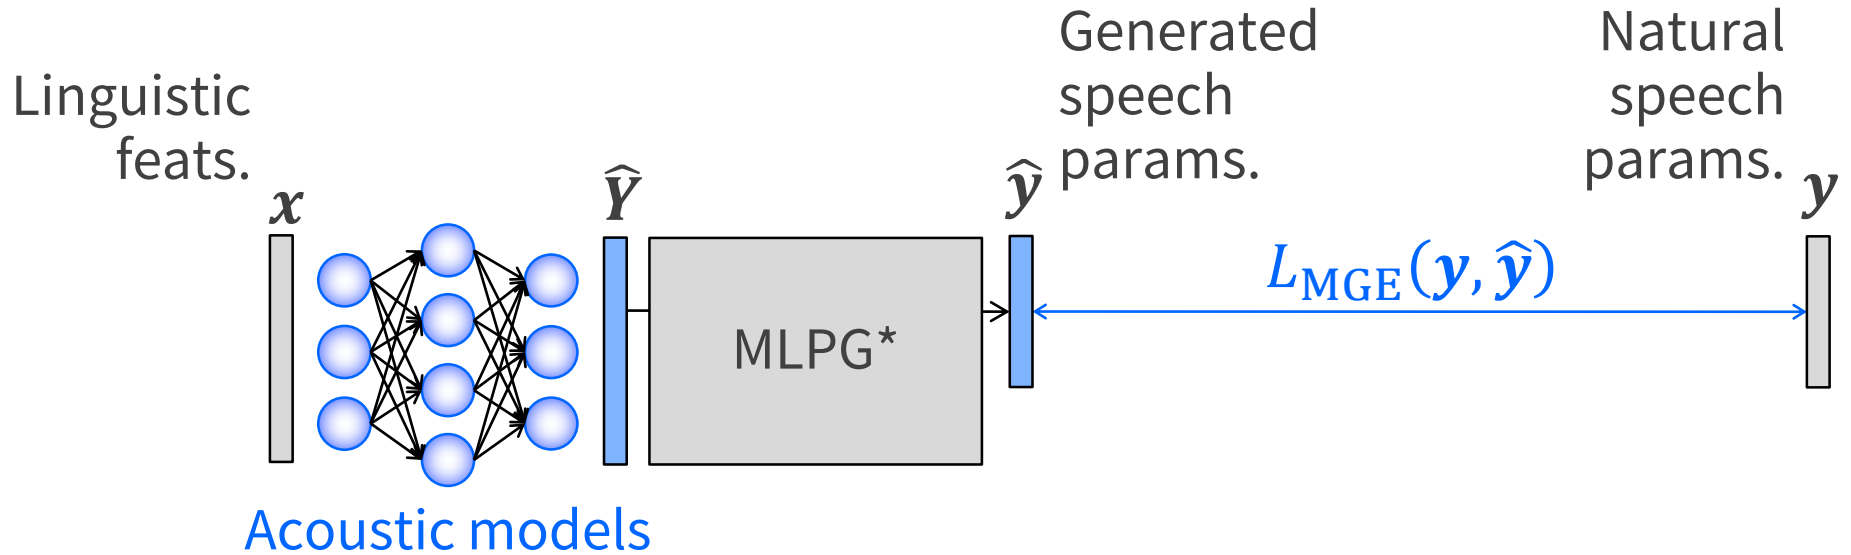 Linguistic
feats.
x
Ŷ
MLPG*
Acoustic models
Generated
speech
params.
ŷ
L_MGE(y, ŷ)
Natural
speech
params.
y